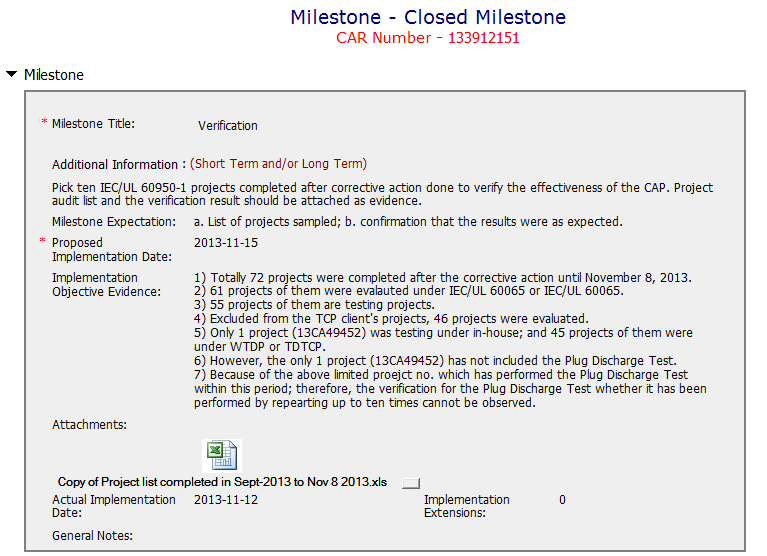 Milestone - Closed Milestone
CAR Number - 133912151
Milestone
* Milestone Title: Verification
Additional Information : (Short Term and/or Long Term)
Pick ten IEC/UL 60950-1 projects completed after corrective action done to verify the effectiveness of the CAP. Project
audit list and the verification result should be attached as evidence.
Milestone Expectation: a. List of projects sampled; b. confirmation that the results were as expected.
* Proposed Implementation Date: 2013-11-15
Implementation Objective Evidence:
1) Totally 72 projects were completed after the corrective action until November 8, 2013.
2) 61 projects of them were evalauted under IEC/UL 60065 or IEC/UL 60065.
3) 55 projects of them are testing projects.
4) Excluded from the TCP client's projects, 46 projects were evaluated.
5) Only 1 project (13CA49452) was testing under in-house; and 45 projects of them were
under WTDP or TDTCP.
6) However, the only 1 project (13CA49452) has not included the Plug Discharge Test.
7) Because of the above limited proejct no. which has performed the Plug Discharge Test
within this period; therefore, the verification for the Plug Discharge Test whether it has been
performed by repearting up to ten times cannot be observed.
Attachments:
Copy of Project list completed in Sept-2013 to Nov 8 2013.xls
Actual Implementation Date: 2013-11-12
Implementation Extensions: 0
General Notes: